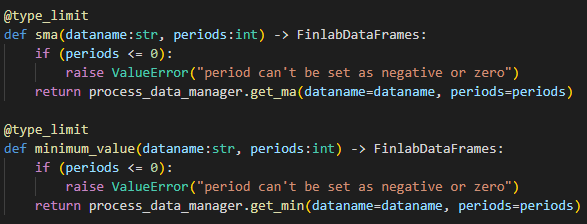 @type_limit
def sma(dataname:str, periods:int) -> FinlabDataFrames:
    if (periods <= 0):
        raise ValueError("period can't be set as negative or zero")
    return process_data_manager.get_ma(dataname=dataname, periods=periods)

@type_limit
def minimum_value(dataname:str, periods:int) -> FinlabDataFrames:
    if (periods <= 0):
        raise ValueError("period can't be set as negative or zero")
    return process_data_manager.get_min(dataname=dataname, periods=periods)